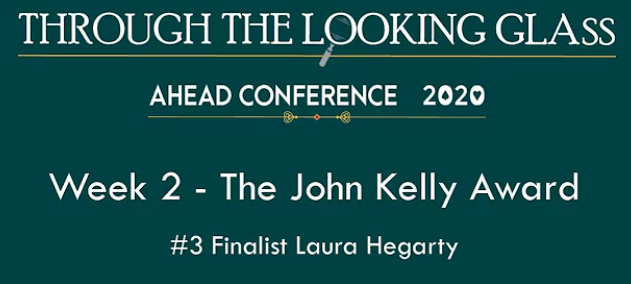 THROUGH THE LOOKING GLASS
AHEAD CONFERENCE 2020
Week 2 - The John Kelly Award
#3 Finalist Laura Hegarty